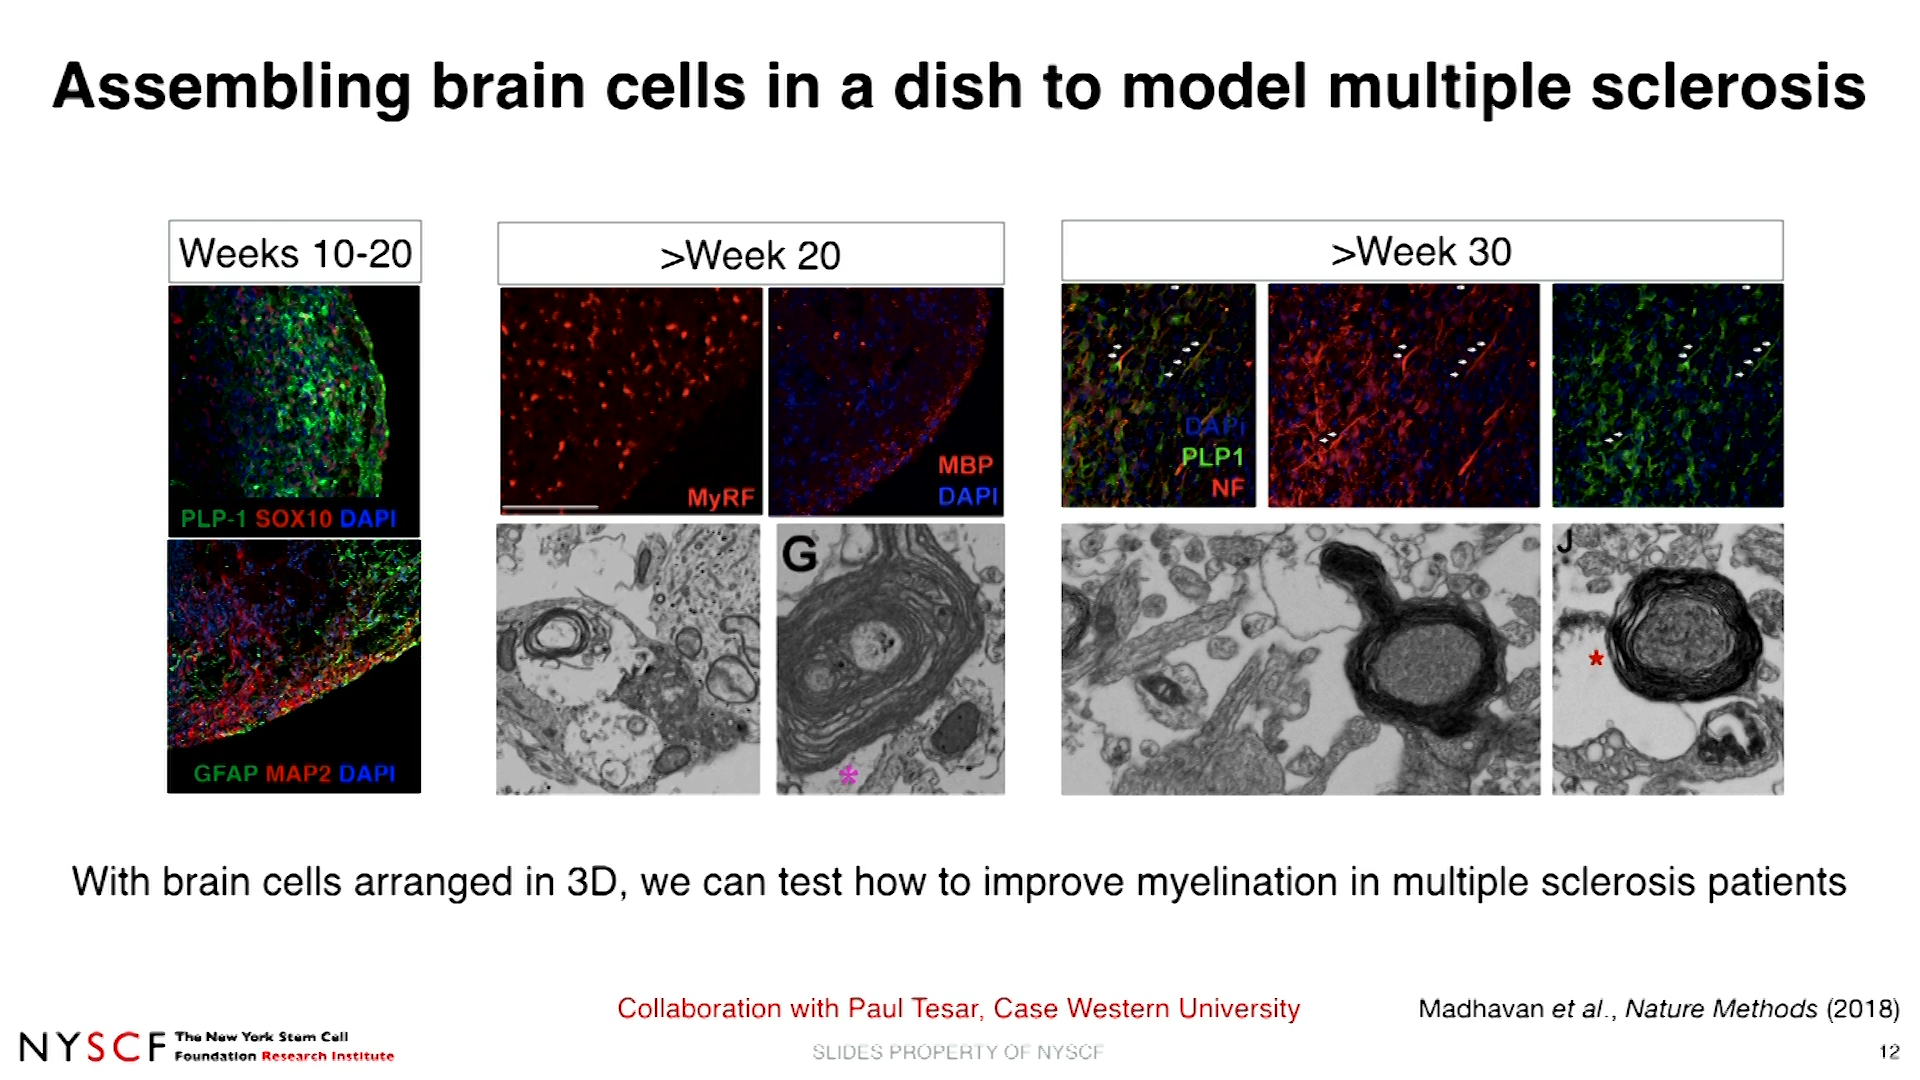 Assembling brain cells in a dish to model multiple sclerosis
Weeks 10-20
>Week 20
>Week 30
PLP-1 SOX10 DAPI
GFAP MAP2 DAPI
MyRF
MBP
DAPI
G
DAPi
PLP1
NF
J
*
*
With brain cells arranged in 3D, we can test how to improve myelination in multiple sclerosis patients
Collaboration with Paul Tesar, Case Western University
Madhavan et al., Nature Methods (2018)
NYSCF
The New York Stem Cell
Foundation Research Institute
SLIDES PROPERTY OF NYSCF
12